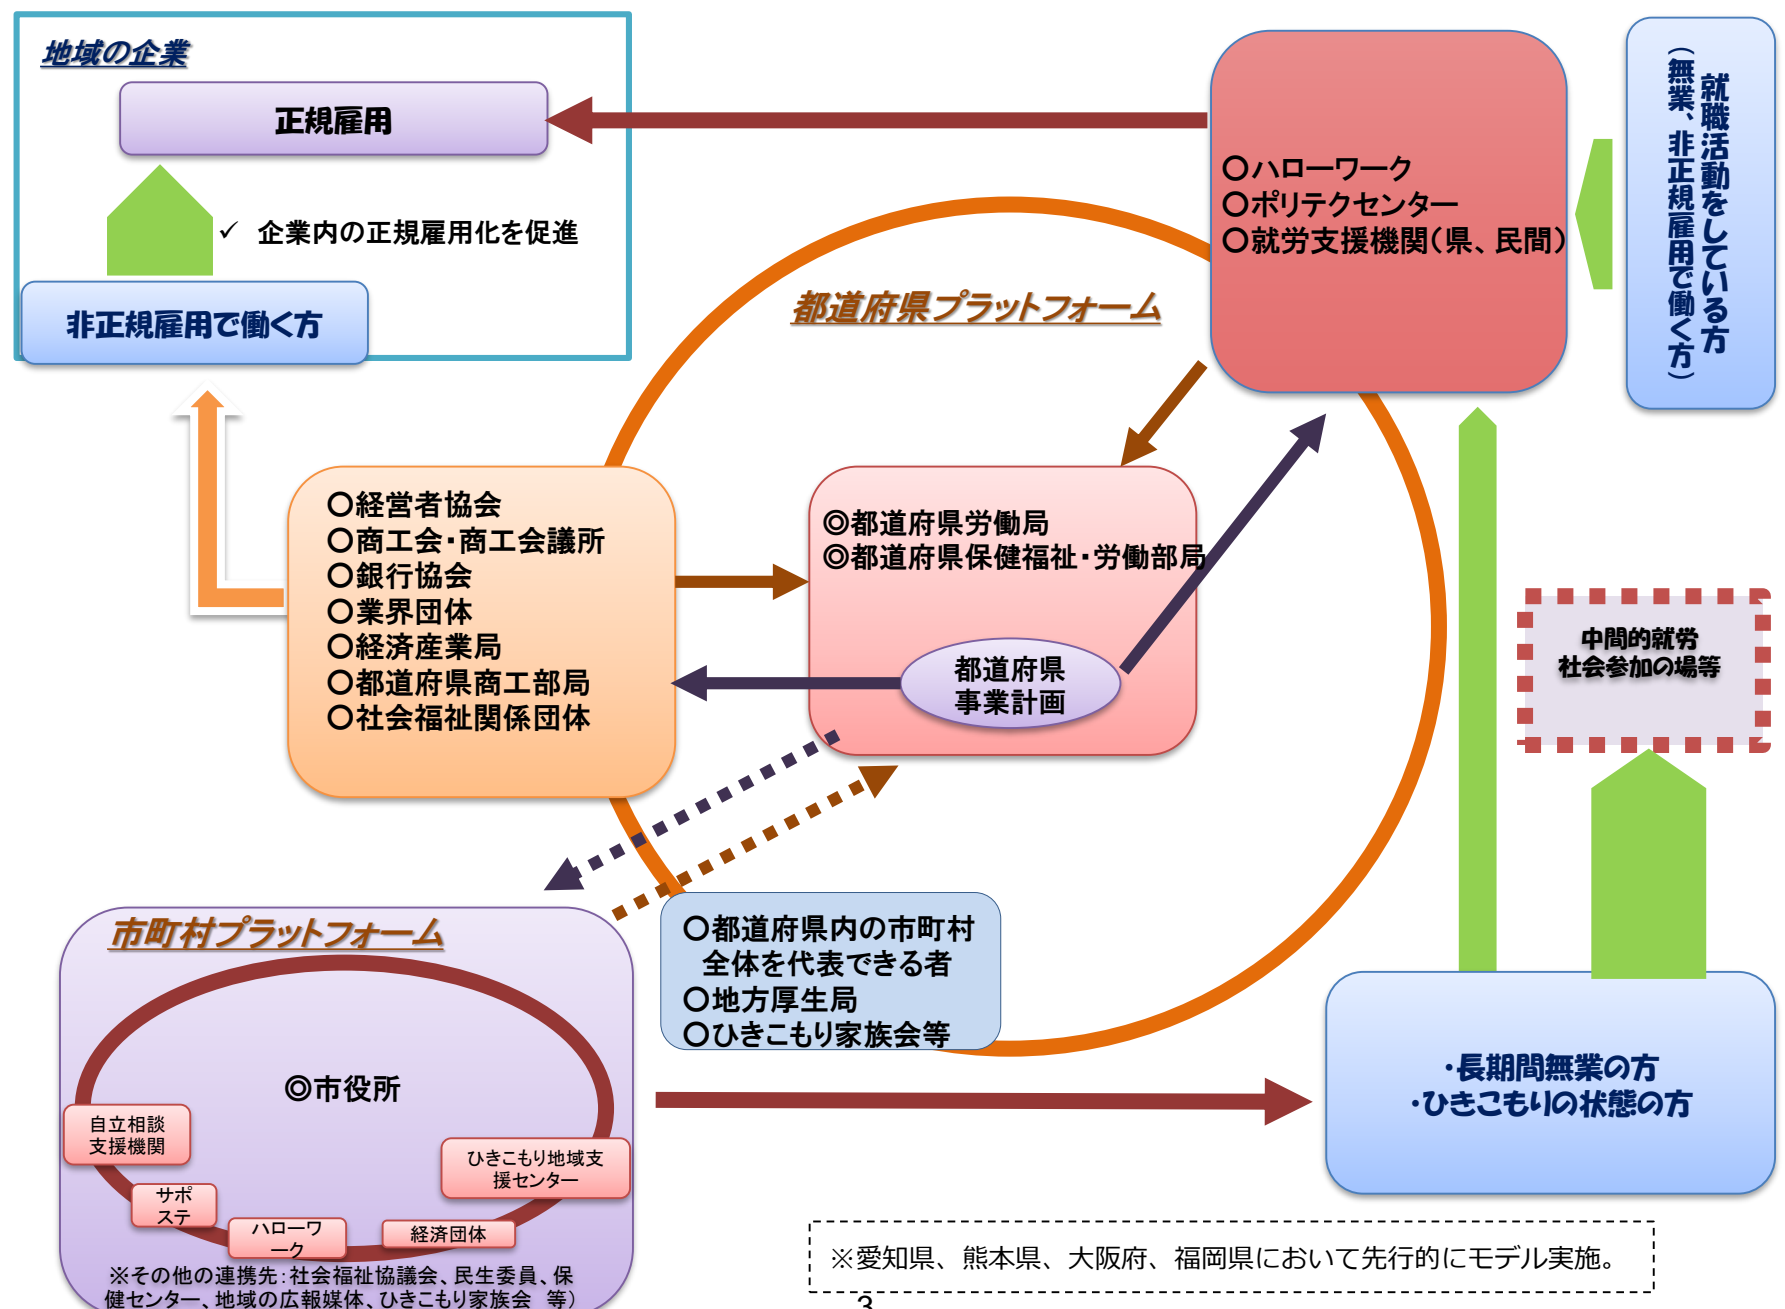 地域の企業
正規雇用
✓ 企業内の正規雇用化を促進
非正規雇用で働く方
○ハローワーク
○ポリテクセンター
○就労支援機関(県、民間)
就職活動をしている方
(無業、非正規雇用で働く方)
都道府県プラットフォーム
○経営者協会
○商工会・商工会議所
○銀行協会
○業界団体
○経済産業局
○都道府県商工部局
○社会福祉関係団体
◎都道府県労働局
◎都道府県保健福祉・労働部局
都道府県
事業計画
中間的就労
社会参加の場等
○都道府県内の市町村
全体を代表できる者
○地方厚生局
○ひきこもり家族会等
市町村プラットフォーム
◎市役所
自立相談
支援機関
サポ
ステ
ハローワ
ーク
経済団体
ひきこもり地域支
援センター
※その他の連携先:社会福祉協議会、民生委員、保
健センター、地域の広報媒体、ひきこもり家族会 等)
・長期間無業の方
・ひきこもりの状態の方
※愛知県、熊本県、大阪府、福岡県において先行的にモデル実施。
3